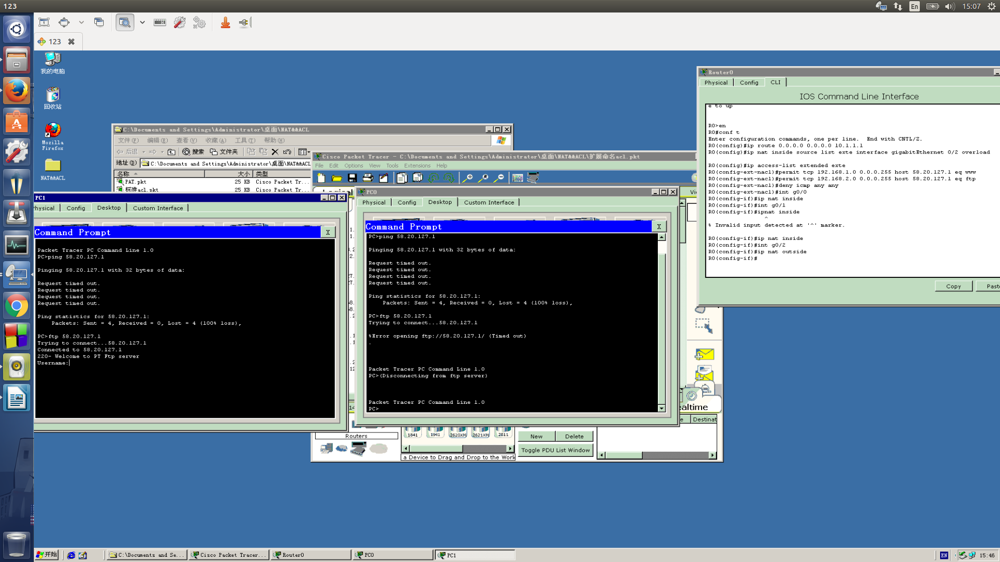 123
En
15:07
123
我的电脑
回收站
Mozilla
Firefox
NAT&&ACL
C:\Documents and Settings\Administrator\桌面\NAT&&ACL
文件(F) 编辑(E) 查看(V) 收藏(A) 工具(T) 帮助(H)
后退 搜索 文件夹
地址(D) C:\Documents and Settings\Administrator\桌面\NAT&&ACL
名称 大小 类型
PAT.pkt 25 KB Cisco Packet Tr...
标准acl.pkt 25 KB Cisco Packet Tr...
Cisco Packet Tracer - C:\Documents and Settings\Administrator\桌面\NAT&&ACL\扩展命名acl.pkt
File Edit Options View Tools Extensions Help
PC1
hysical Config Desktop Custom Interface
Command Prompt X
Packet Tracer PC Command Line 1.0
PC>ping 58.20.127.1
Pinging 58.20.127.1 with 32 bytes of data:
Request timed out.
Request timed out.
Request timed out.
Request timed out.
Ping statistics for 58.20.127.1:
Packets: Sent = 4, Received = 0, Lost = 4 (100% loss),
PC>ftp 58.20.127.1
Trying to connect...58.20.127.1
Connected to 58.20.127.1
220- Welcome to PT Ftp server
Username:
PC0
Physical Config Desktop Custom Interface
Command Prompt X
PC>ping 58.20.127.1
Pinging 58.20.127.1 with 32 bytes of data:
Request timed out.
Request timed out.
Request timed out.
Request timed out.
Ping statistics for 58.20.127.1:
Packets: Sent = 4, Received = 0, Lost = 4 (100% loss),
PC>ftp 58.20.127.1
Trying to connect...58.20.127.1
%Error opening ftp://58.20.127.1/ (Timed out)
.
Packet Tracer PC Command Line 1.0
PC>(Disconnecting from ftp server)
Packet Tracer PC Command Line 1.0
PC>
Router0
Physical Config CLI
IOS Command Line Interface
e to up
R0>en
R0#conf t
Enter configuration commands, one per line. End with CNTL/Z.
R0(config)#ip route 0.0.0.0 0.0.0.0 10.1.1.1
R0(config)#ip nat inside source list exte interface gigabitEthernet 0/2 overload
R0(config)#ip access-list extended exte
R0(config-ext-nacl)#permit tcp 192.168.1.0 0.0.0.255 host 58.20.127.1 eq www
R0(config-ext-nacl)#permit tcp 192.168.2.0 0.0.0.255 host 58.20.127.1 eq ftp
R0(config-ext-nacl)#deny icmp any any
R0(config-ext-nacl)#int g0/0
R0(config-if)#ip nat inside
R0(config-if)#int g0/1
R0(config-if)#ipnat inside
^
% Invalid input detected at '^' marker.
R0(config-if)#ip nat inside
R0(config-if)#int g0/2
R0(config-if)#ip nat outside
R0(config-if)#
Copy Paste
ealtime
Destinat
Routers
1841 1941 2620XM 2621XM 2811
a Device to Drag and Drop to the Work
New Delete
Toggle PDU List Window
开始
C:\Documents and Se... Cisco Packet Tracer... Router0 PC0 PC1
EN
15:46